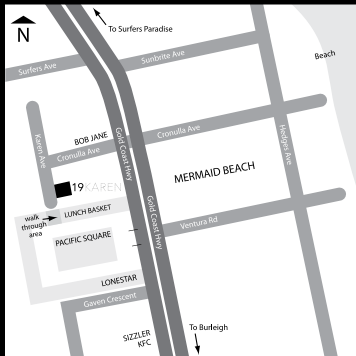 N
To Surfers Paradise
Surfers Ave
Sunbrite Ave
Beach
Karen Ave
BOB JANE
Cronulla Ave
Gold Coast Hwy
Cronulla Ave
Hedges Ave
MERMAID BEACH
19 KAREN
walk
through
area
LUNCH BASKET
Gold Coast Hwy
PACIFIC SQUARE
Ventura Rd
LONESTAR
Gaven Crescent
SIZZLER
KFC
To Burleigh